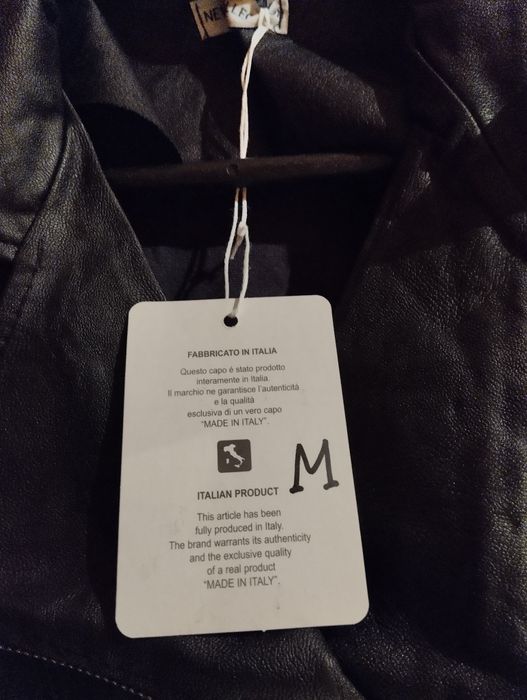 NEW
FABBRICATO IN ITALIA
Questo capo é stato prodotto
interamente in Italia.
Il marchio ne garantisce l'autenticità
e la qualità
esclusiva di un vero capo
"MADE IN ITALY".
M
ITALIAN PRODUCT
This article has been
fully produced in Italy.
The brand warrants its authenticity
and the exclusive quality
of a real product
"MADE IN ITALY".